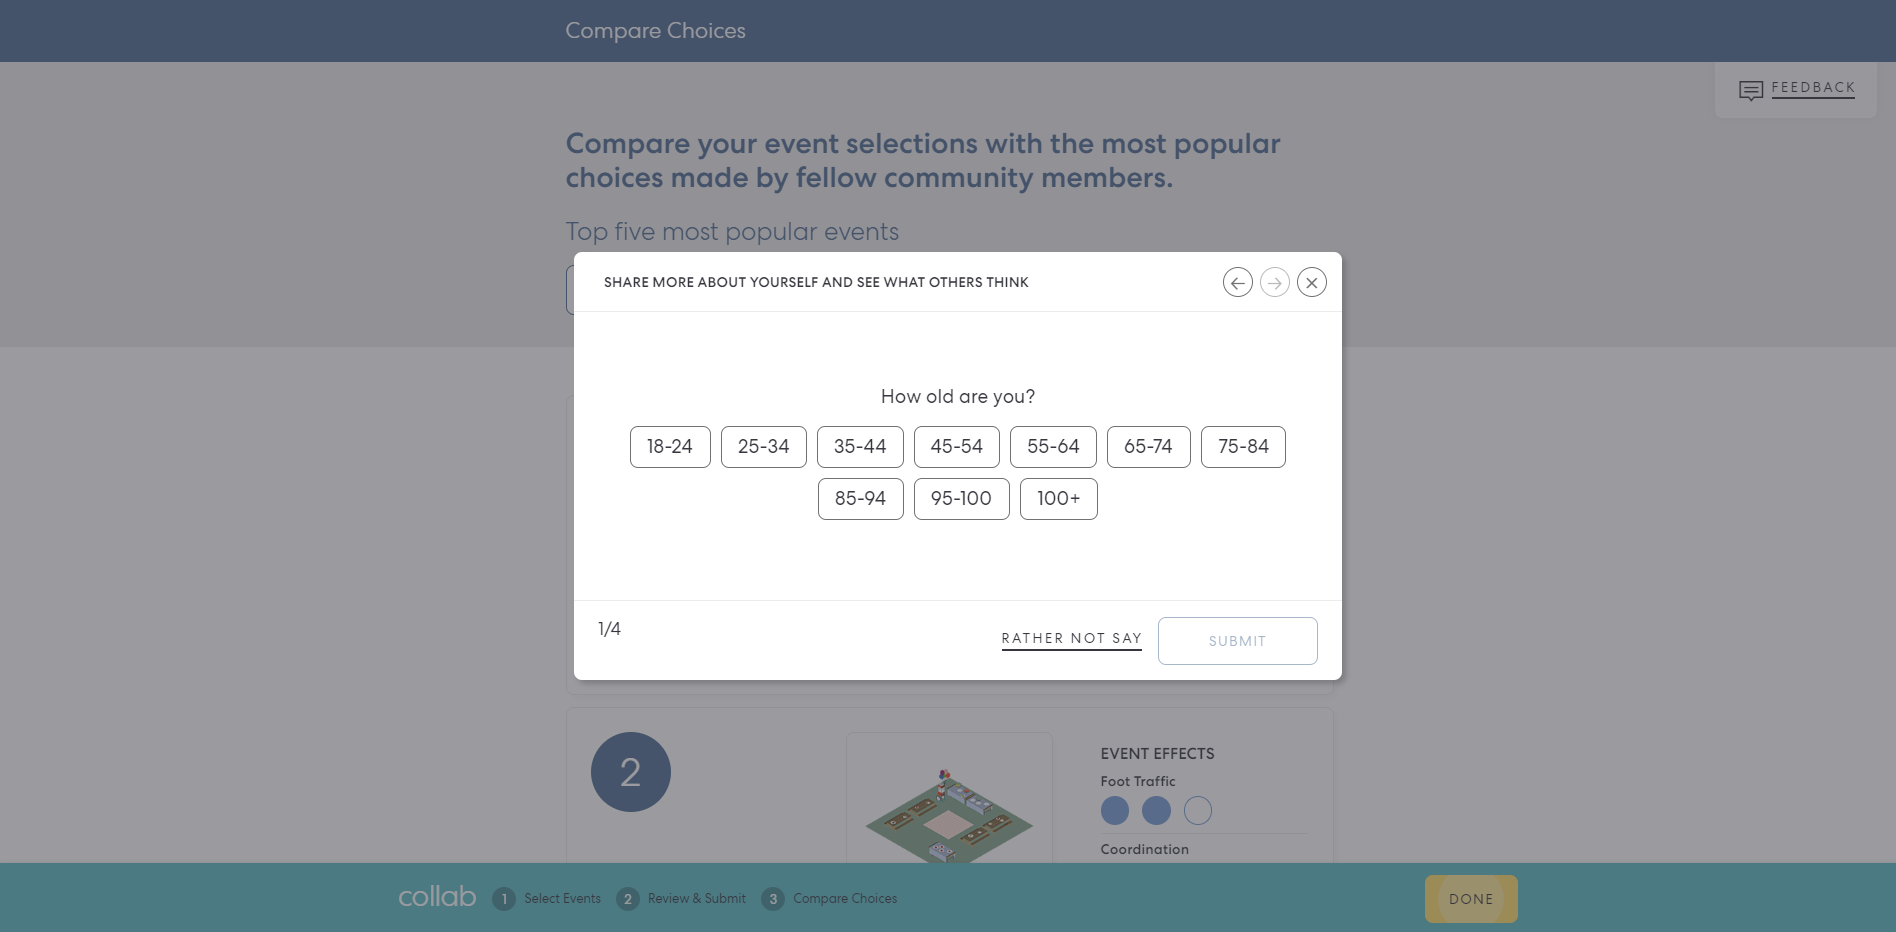 Compare Choices
FEEDBACK
Compare your event selections with the most popular
choices made by fellow community members.
Top five most popular events
SHARE MORE ABOUT YOURSELF AND SEE WHAT OTHERS THINK
How old are you?
18-24 25-34 35-44 45-54 55-64 65-74 75-84
85-94 95-100 100+
1/4
RATHER NOT SAY SUBMIT
2
EVENT EFFECTS
Foot Traffic
Coordination
collab 1 Select Events 2 Review & Submit 3 Compare Choices DONE